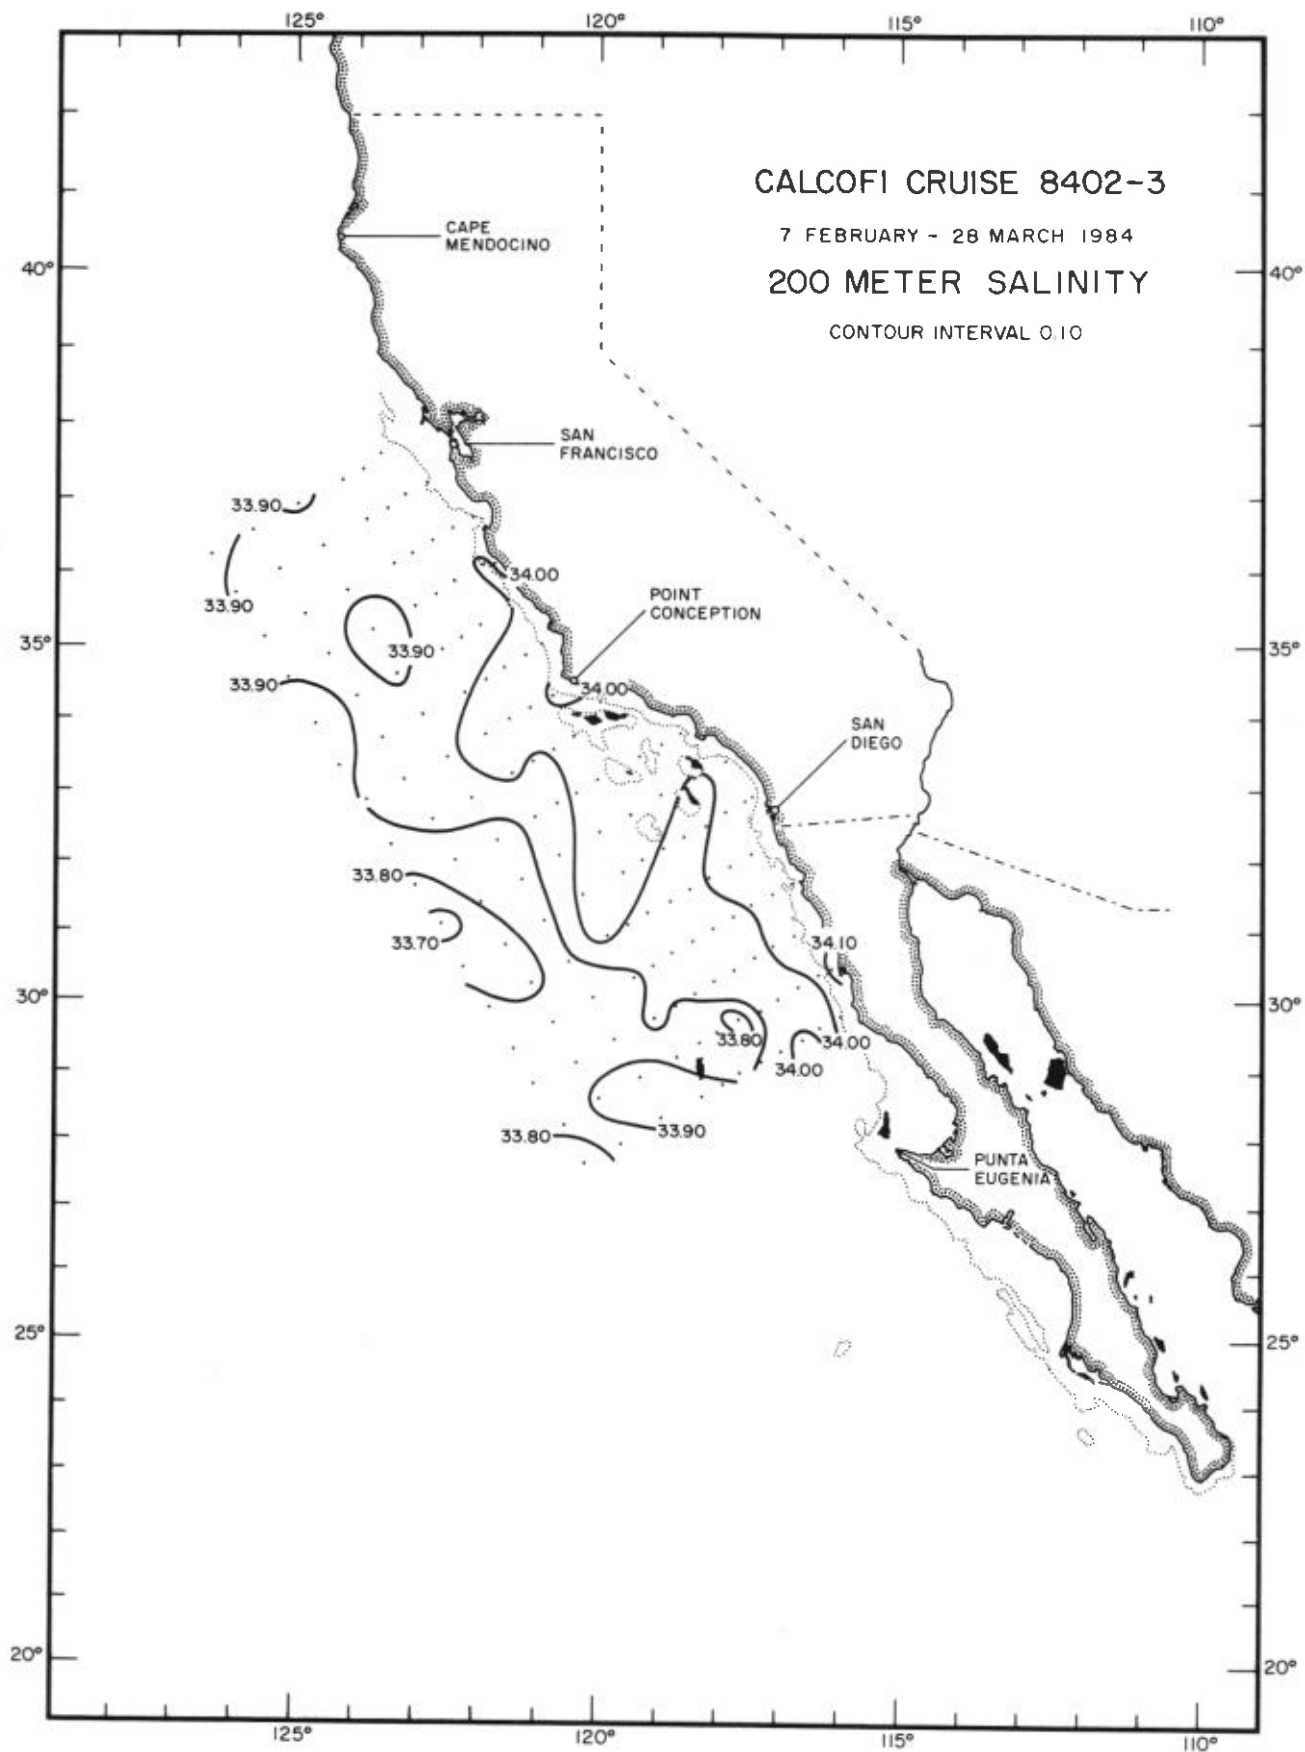 125°
120°
115°
110°
CALCOFI CRUISE 8402-3
7 FEBRUARY - 28 MARCH 1984
200 METER SALINITY
CONTOUR INTERVAL 0.10
CAPE
MENDOCINO
40°
40°
SAN
FRANCISCO
33.90
34.00
POINT
CONCEPTION
33.90
35°
33.90
35°
33.90
34.00
SAN
DIEGO
33.80
33.70
34.10
30°
30°
33.80
34.00
34.00
33.80
33.90
PUNTA
EUGENIA
25°
25°
20°
20°
125°
120°
115°
110°